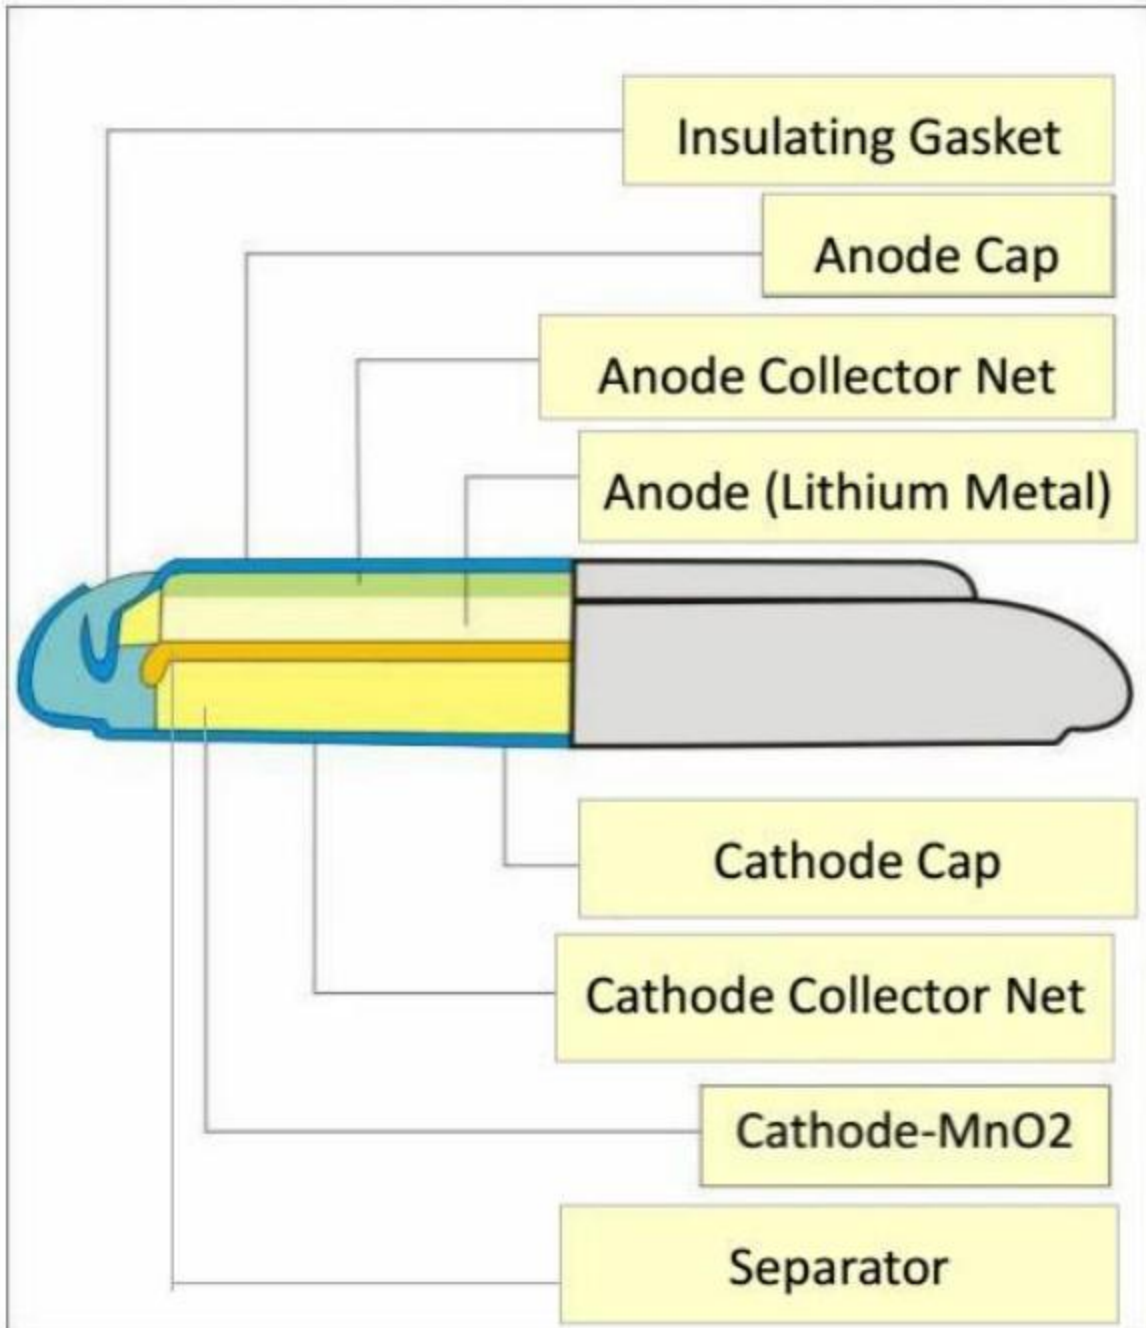 Insulating Gasket
Anode Cap
Anode Collector Net
Anode (Lithium Metal)
Cathode Cap
Cathode Collector Net
Cathode-MnO2
Separator